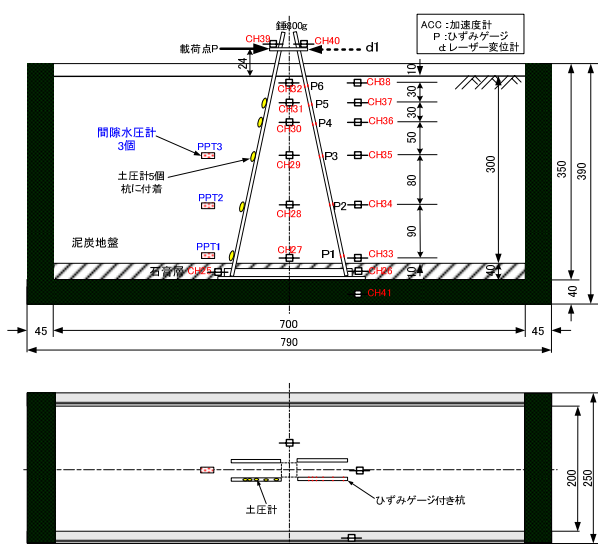 錘800g
CH39
CH40
載荷点P
d1
ACC：加速度計
P：ひずみゲージ
d:レーザー変位計
24
10
CH32
P6
CH38
30
CH31
P5
CH37
30
CH30
P4
CH36
間隙水圧計
3個
PPT3
50
CH29
P3
CH35
300
350
390
土圧計5個
杭に付着
80
PPT2
CH28
P2
CH34
90
泥炭地盤
PPT1
CH27
P1
CH33
石膏層
CH25
CH26
10
40
CH41
40
45
700
45
790
200
250
土圧計
ひずみゲージ付き杭